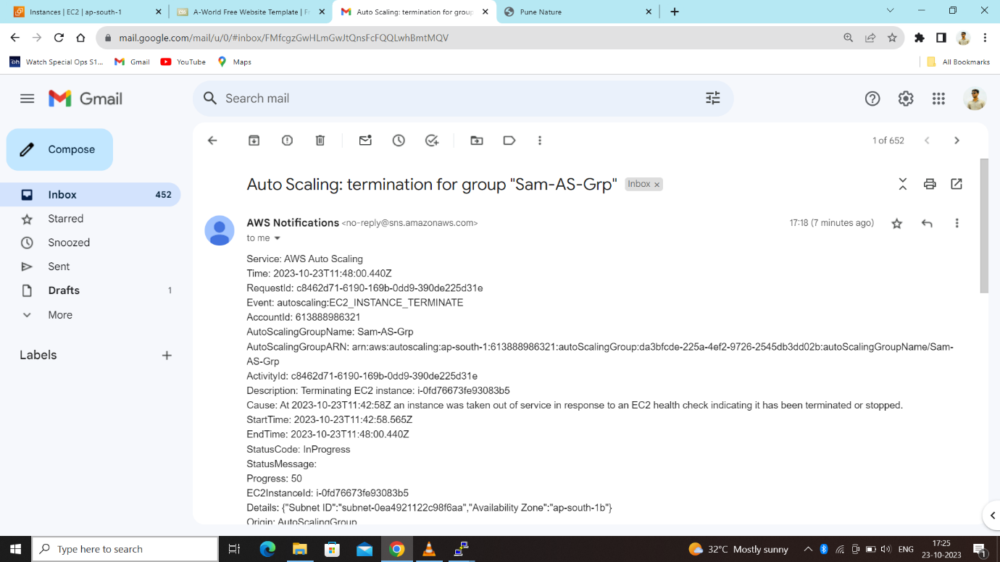 Instances | EC2 | ap-south-1
A-World Free Website Template | Fr
Auto Scaling: termination for group
Pune Nature
mail.google.com/mail/u/0/#inbox/FMfcgzGwHLmGwJtQnsFcFQQLwhBmtMQV
Watch Special Ops S1...
Gmail
YouTube
Maps
All Bookmarks
Gmail
Search mail
Compose
1 of 652
Inbox 452
Starred
Snoozed
Sent
Drafts 1
More
Labels
Auto Scaling: termination for group "Sam-AS-Grp" Inbox x
AWS Notifications <no-reply@sns.amazonaws.com>
17:18 (7 minutes ago)
to me
Service: AWS Auto Scaling
Time: 2023-10-23T11:48:00.440Z
RequestId: c8462d71-6190-169b-0dd9-390de225d31e
Event: autoscaling:EC2_INSTANCE_TERMINATE
AccountId: 613888986321
AutoScalingGroupName: Sam-AS-Grp
AutoScalingGroupARN: arn:aws:autoscaling:ap-south-1:613888986321:autoScalingGroup:da3bfcde-225a-4ef2-9726-2545db3dd02b:autoScalingGroupName/Sam-
AS-Grp
ActivityId: c8462d71-6190-169b-0dd9-390de225d31e
Description: Terminating EC2 instance: i-0fd76673fe93083b5
Cause: At 2023-10-23T11:42:58Z an instance was taken out of service in response to an EC2 health check indicating it has been terminated or stopped.
StartTime: 2023-10-23T11:42:58.565Z
EndTime: 2023-10-23T11:48:00.440Z
StatusCode: InProgress
StatusMessage:
Progress: 50
EC2InstanceId: i-0fd76673fe93083b5
Details: {"Subnet ID":"subnet-0ea4921122c98f6aa","Availability Zone":"ap-south-1b"}
Origin: AutoScalingGroup
Type here to search
32°C Mostly sunny
ENG
17:25
23-10-2023
1